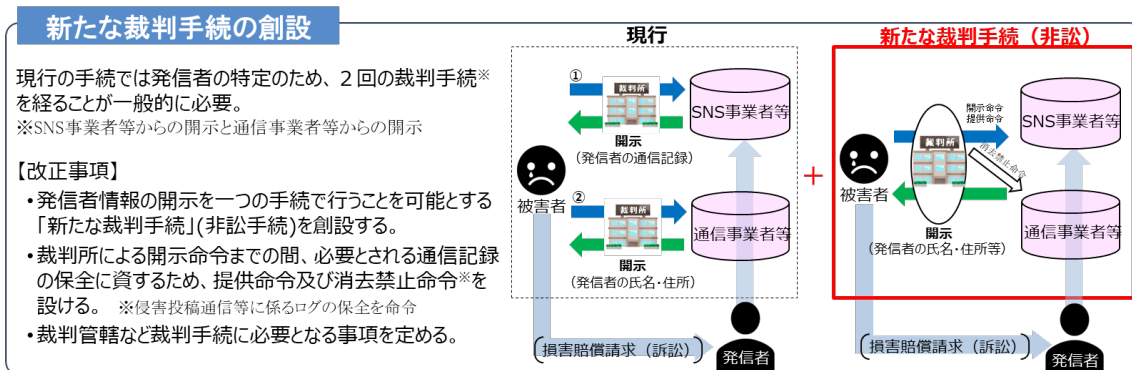 新たな裁判手続の創設
現行の手続では発信者の特定のため、２回の裁判手続※
を経ることが一般的に必要。
※SNS事業者等からの開示と通信事業者等からの開示
【改正事項】
・発信者情報の開示を一つの手続で行うことを可能とする
「新たな裁判手続」(非訟手続)を創設する。
・裁判所による開示命令までの間、必要とされる通信記録
の保全に資するため、提供命令及び消去禁止命令※を
設ける。 ※侵害投稿通信等に係るログの保全を命令
・裁判管轄など裁判手続に必要となる事項を定める。
現行
①
裁判所
SNS事業者等
開示
（発信者の通信記録）
被害者
②
裁判所
通信事業者等
開示
（発信者の氏名・住所）
損害賠償請求（訴訟）
発信者
＋
新たな裁判手続（非訟）
開示命令
提供命令
SNS事業者等
裁判所
消去禁止命令
被害者
通信事業者等
開示
（発信者の氏名・住所等）
損害賠償請求（訴訟）
発信者